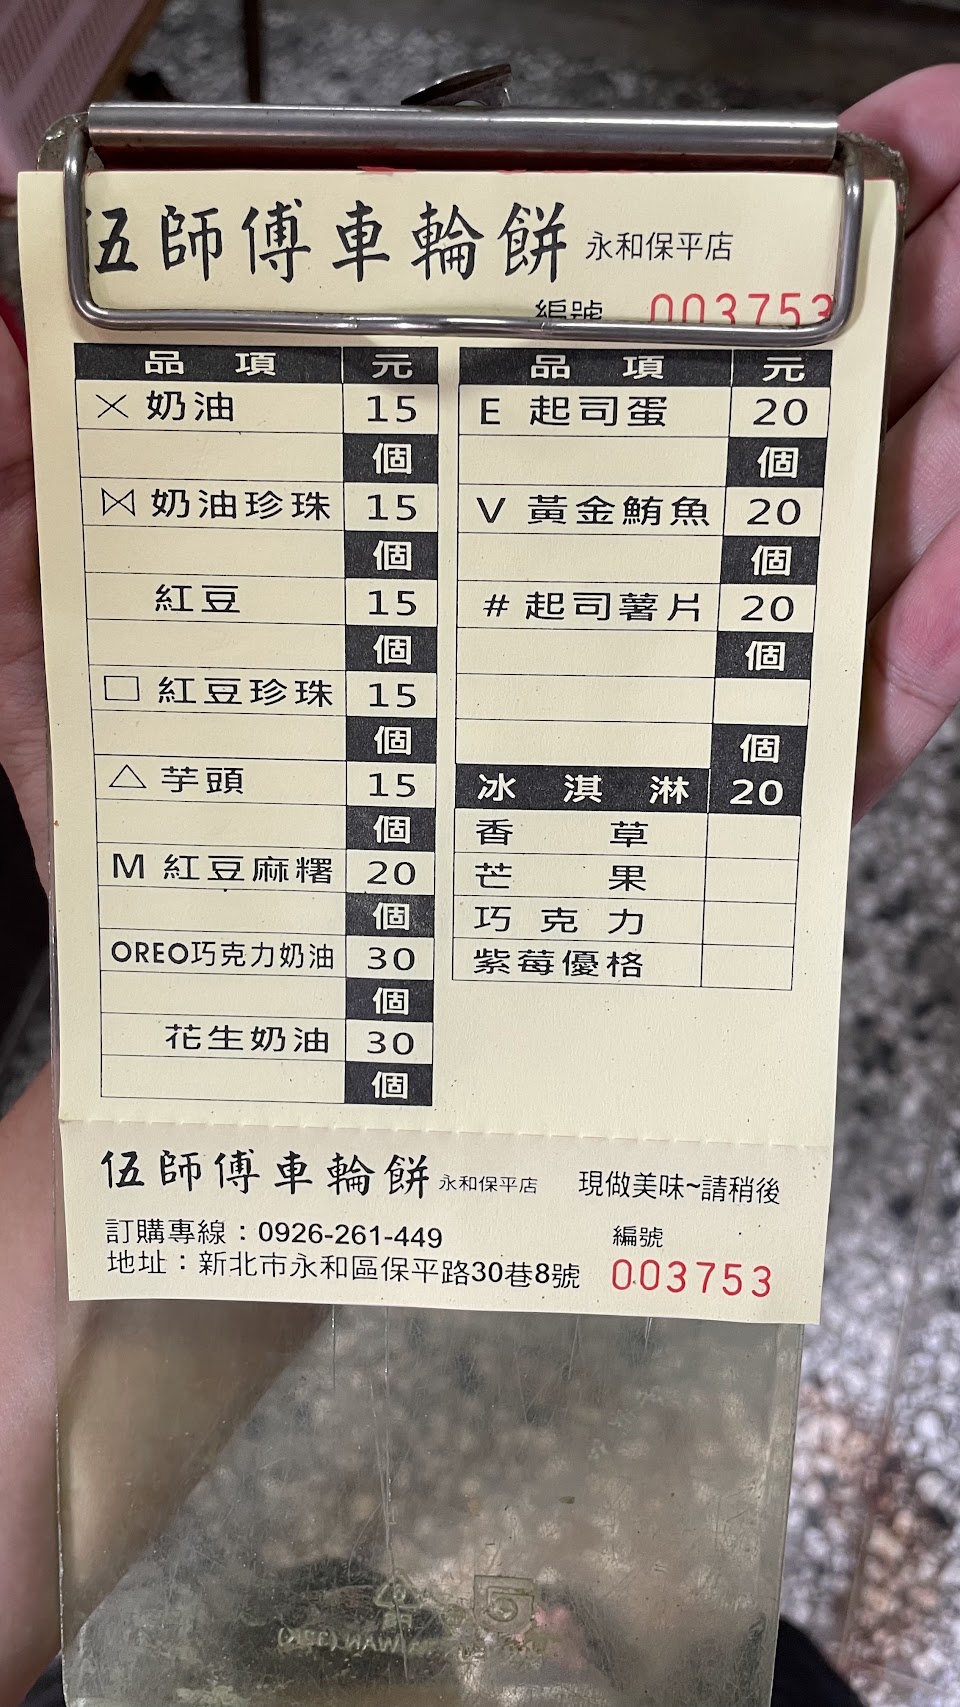 伍師傅車輪餅 永和保平店
編號 003753
品項 元
× 奶油 15
個
⋈ 奶油珍珠 15
個
紅豆 15
個
□ 紅豆珍珠 15
個
△ 芋頭 15
個
M 紅豆麻糬 20
個
OREO巧克力奶油 30
個
花生奶油 30
個
品項 元
E 起司蛋 20
個
V 黃金鮪魚 20
個
# 起司薯片 20
個
個
冰淇淋 20
香草
芒果
巧克力
紫莓優格
伍師傅車輪餅 永和保平店 現做美味~請稍後
訂購專線：0926-261-449 編號
地址：新北市永和區保平路30巷8號 003753